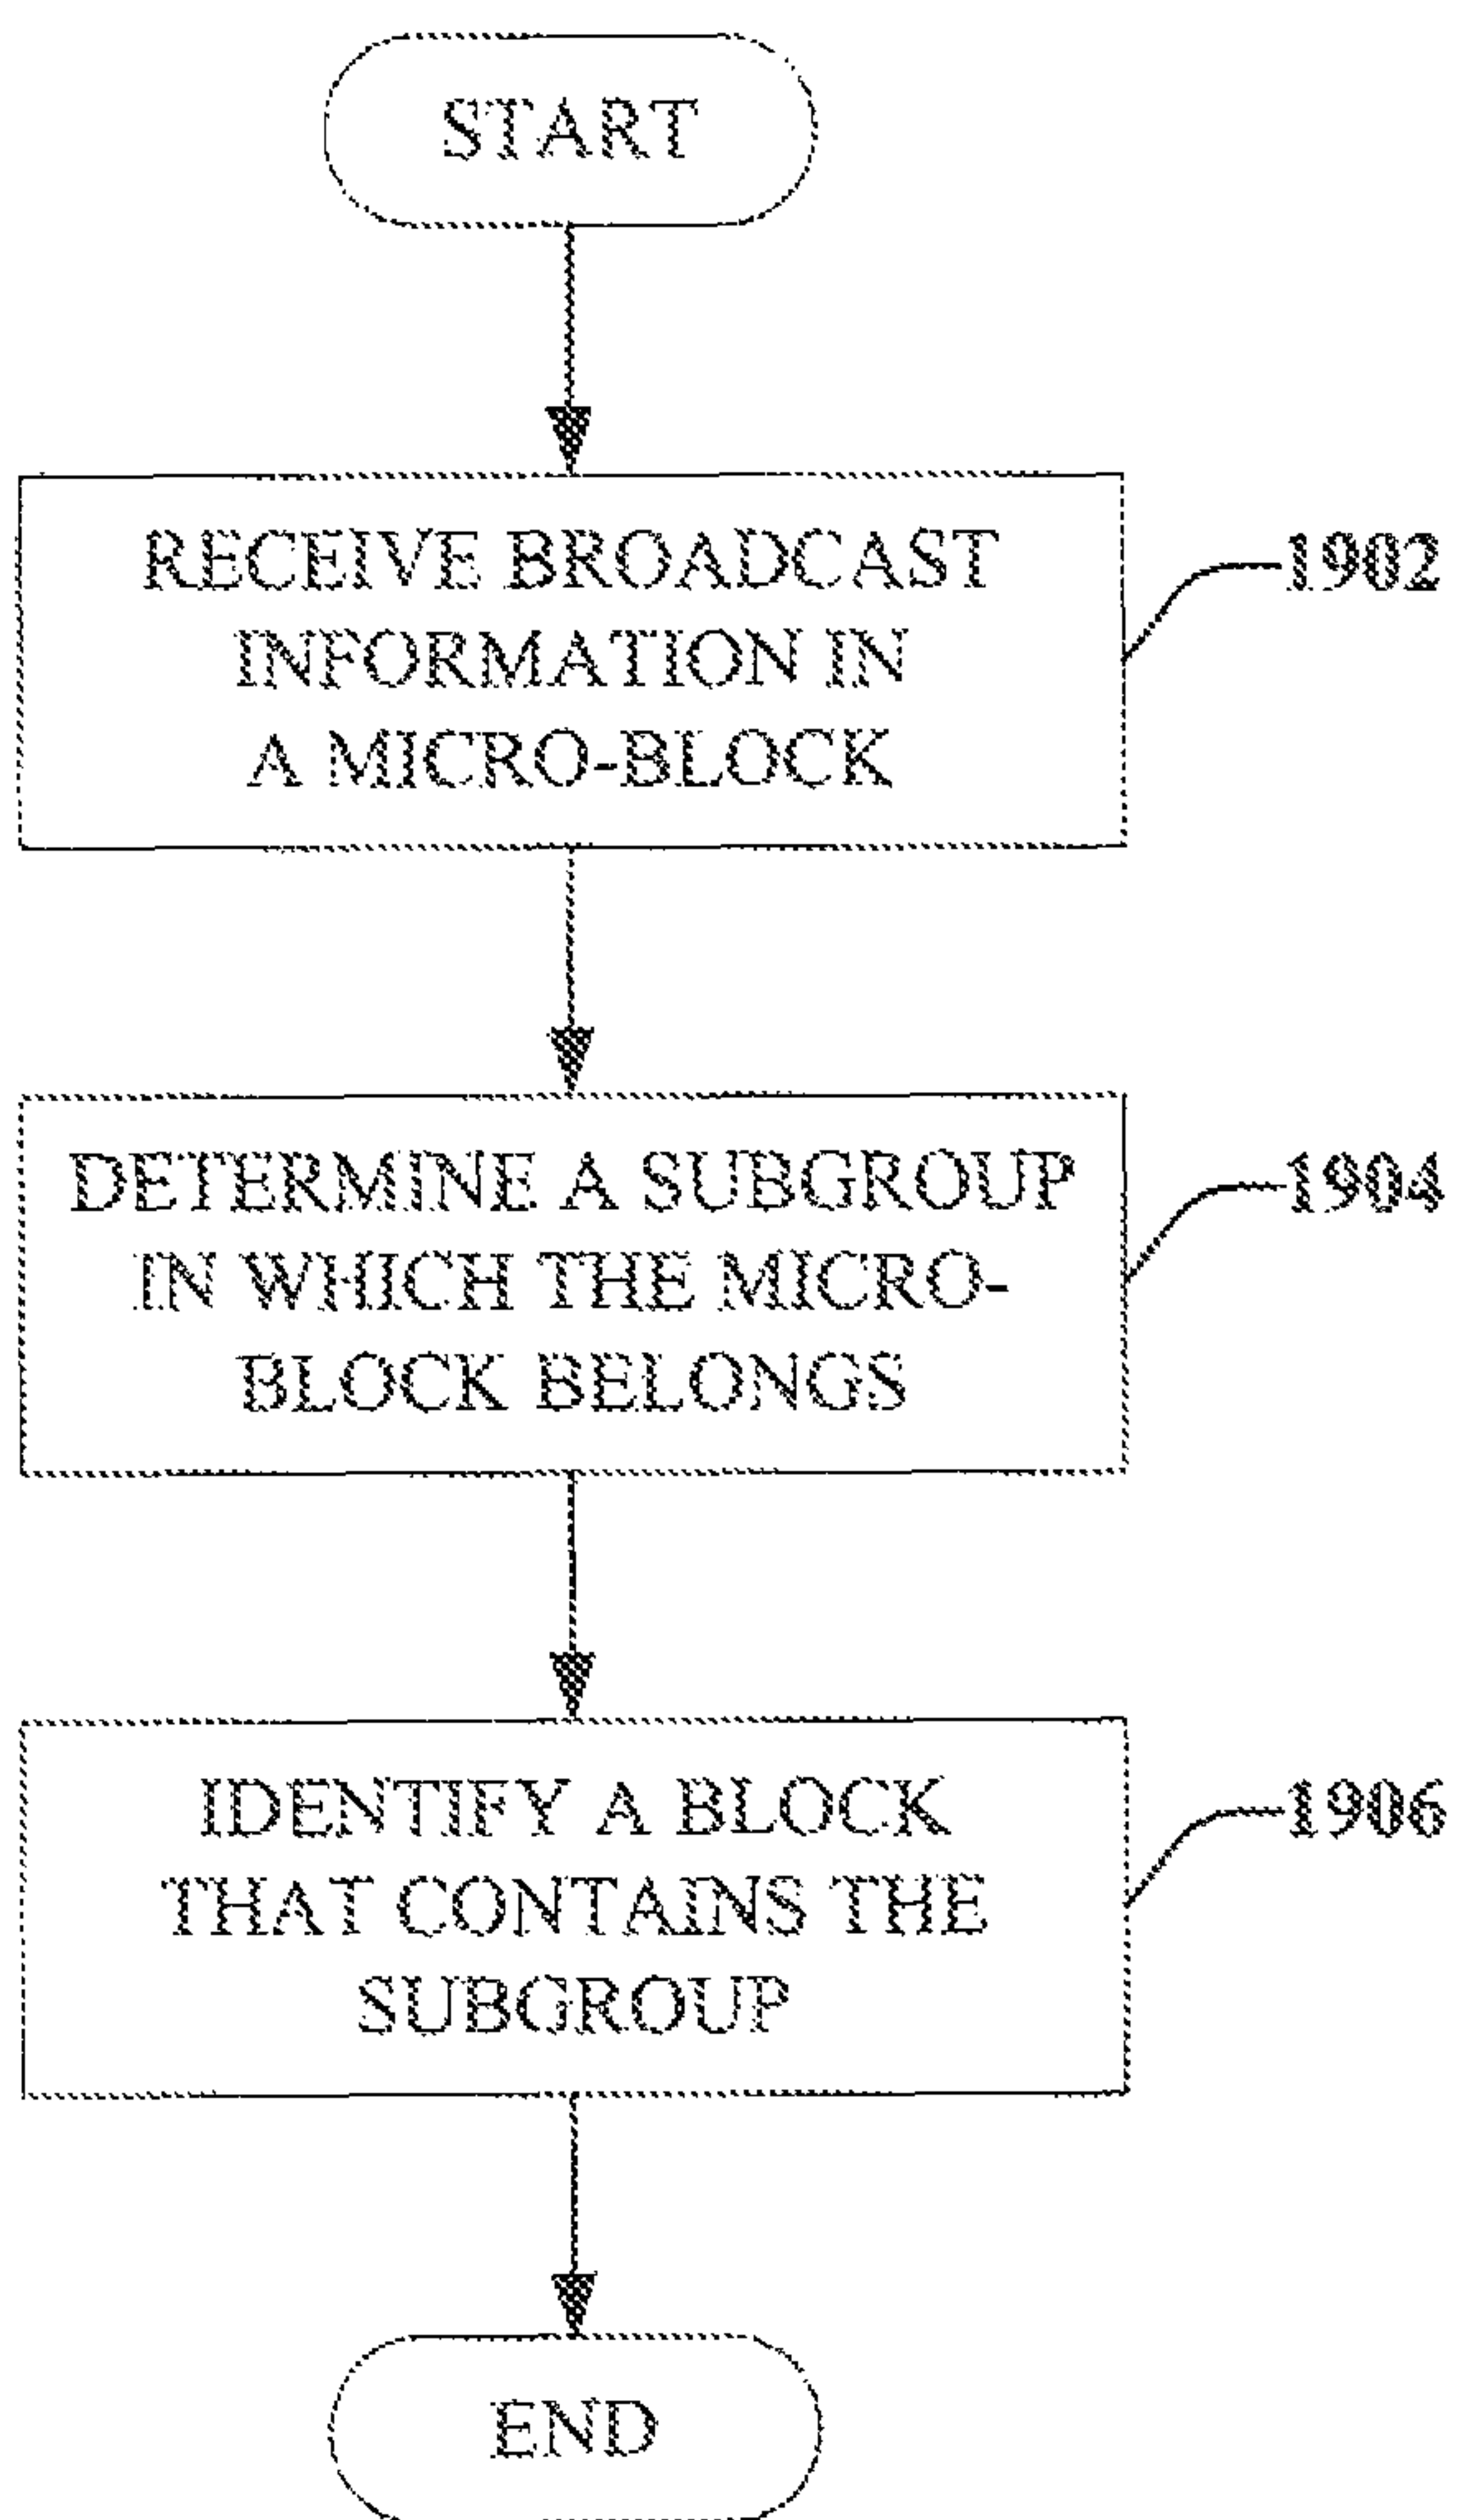 START
RECEIVE BROADCAST
INFORMATION IN
A MICRO-BLOCK
1902
DETERMINE A SUBGROUP
IN WHICH THE MICRO-
BLOCK BELONGS
1904
IDENTIFY A BLOCK
THAT CONTAINS THE
SUBGROUP
1906
END